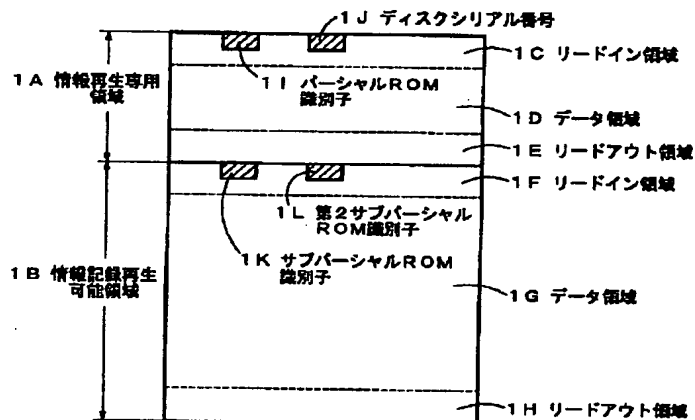 1J ディスクシリアル番号
1C リードイン領域
1A 情報再生専用
領域
1I パーシャルROM
識別子
1D データ領域
1E リードアウト領域
1F リードイン領域
1L 第2サブパーシャル
ROM識別子
1K サブパーシャルROM
識別子
1B 情報記録再生
可能領域
1G データ領域
1H リードアウト領域